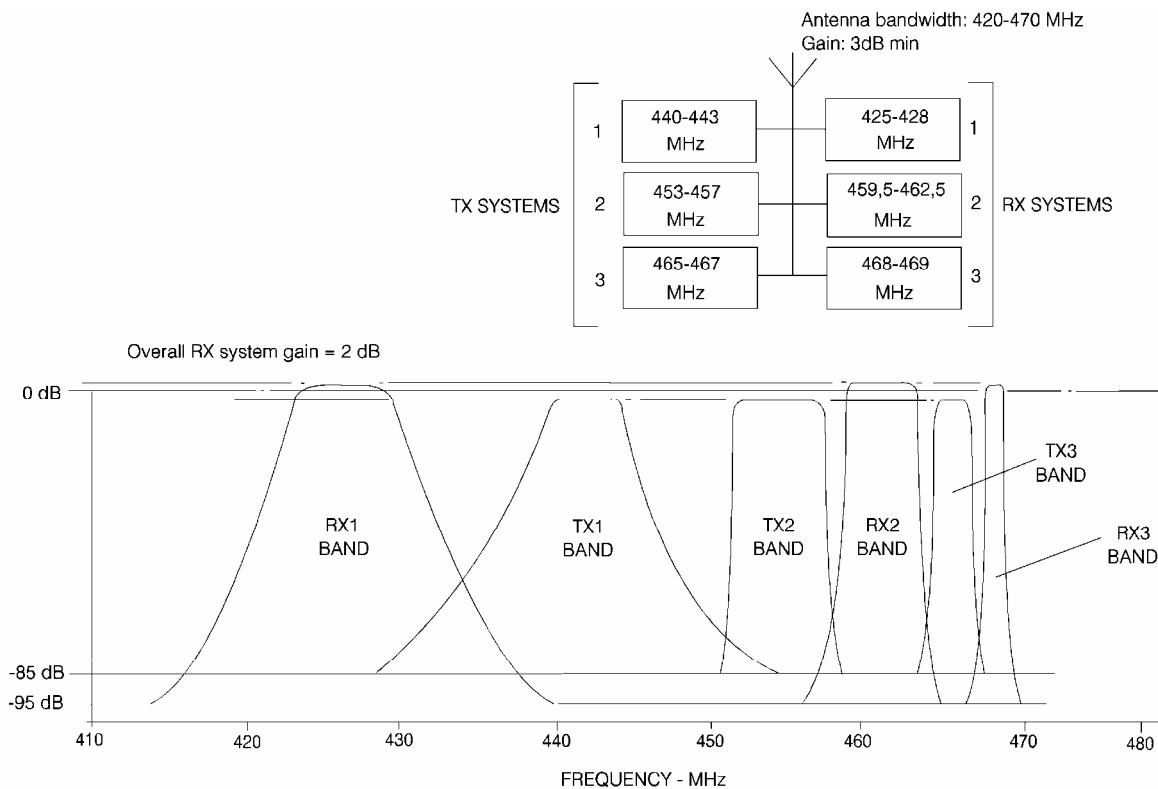 Antenna bandwidth: 420-470 MHz
Gain: 3dB min
440-443
MHz
425-428
MHz
1
1
453-457
MHz
459,5-462,5
MHz
TX SYSTEMS
2
2
RX SYSTEMS
465-467
MHz
468-469
MHz
3
3
Overall RX system gain = 2 dB
0 dB
TX3
BAND
RX1
BAND
TX1
BAND
TX2
BAND
RX2
BAND
RX3
BAND
-85 dB
-95 dB
410
420
430
440
450
460
470
480
FREQUENCY - MHz